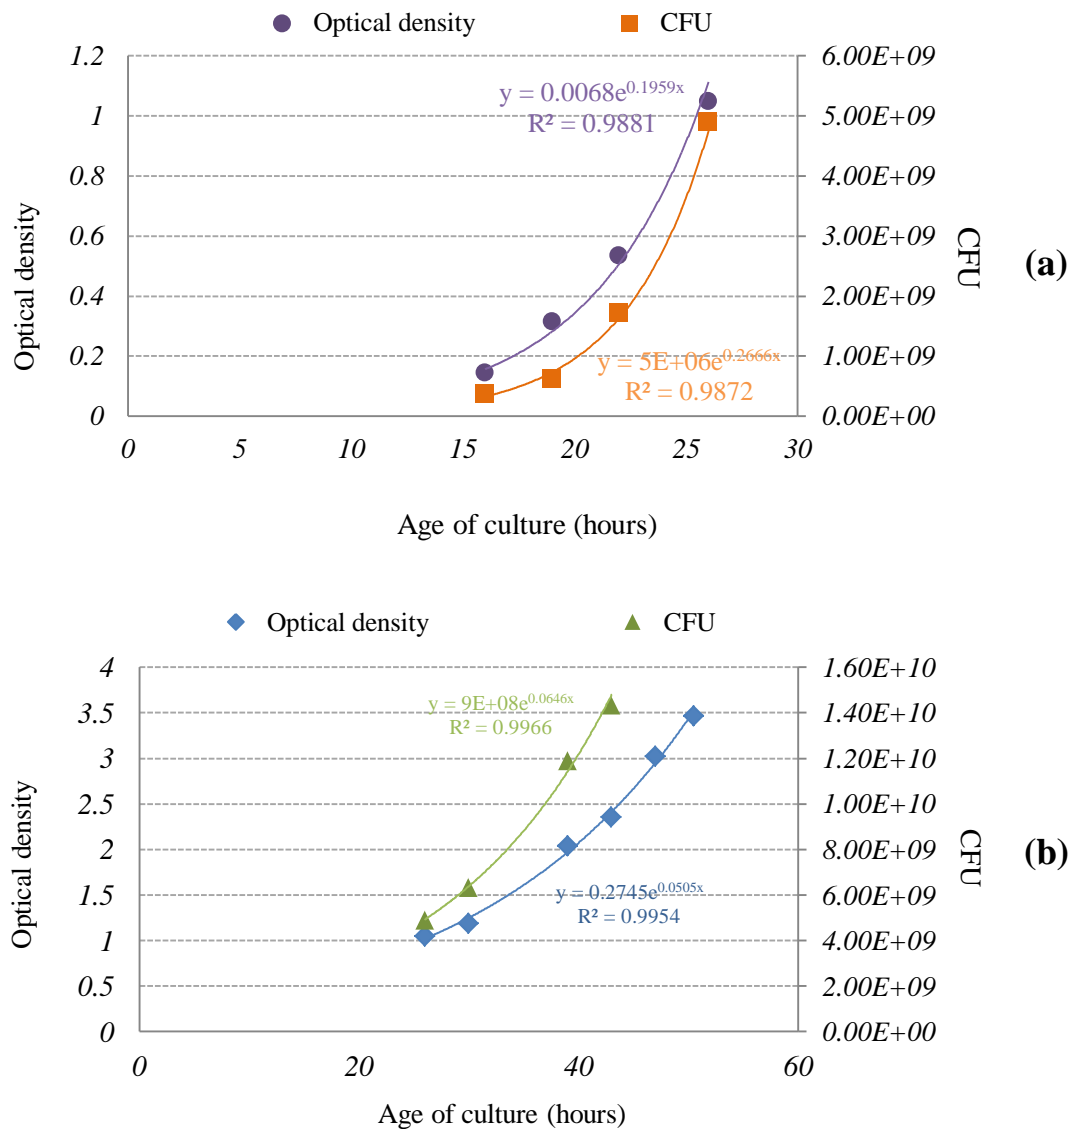 Optical density CFU
1.2 6.00E+09
y = 0.0068e^0.1959x
R² = 0.9881
1 5.00E+09
0.8 4.00E+09
Optical density CFU (a)
0.6 3.00E+09
0.4 2.00E+09
0.2 1.00E+09
y = 5E+06e^0.2666x
R² = 0.9872
0 0.00E+00
0 5 10 15 20 25 30
Age of culture (hours)
Optical density CFU
4 1.60E+10
y = 9E+08e^0.0646x
3.5 1.40E+10
R² = 0.9966
3 1.20E+10
2.5 1.00E+10
Optical density CFU (b)
2 8.00E+09
1.5 6.00E+09
y = 0.2745e^0.0505x
R² = 0.9954
1 4.00E+09
0.5 2.00E+09
0 0.00E+00
0 20 40 60
Age of culture (hours)